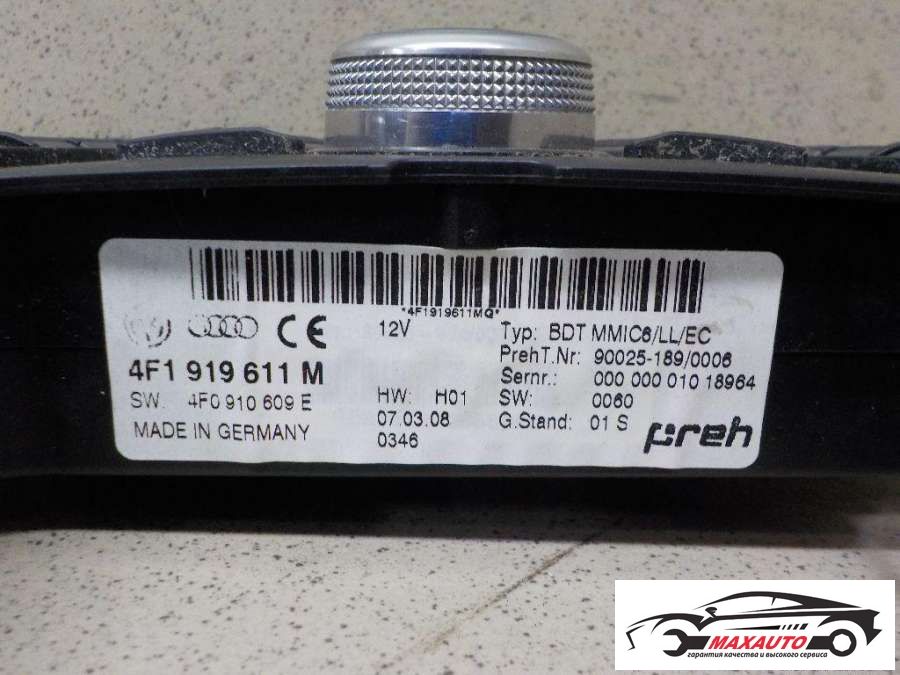 *4F1919611MQ*
12V
4F1 919 611 M
SW. 4F0 910 609 E
MADE IN GERMANY
HW: H01
07.03.08
0346
Typ: BDT MMIC6/LL/EC
PrehT.Nr: 90025-189/0006
Sernr.: 000 000 010 18964
SW: 0060
G.Stand: 01 S
preh
MAXAUTO
гарантия качества и высокого сервиса